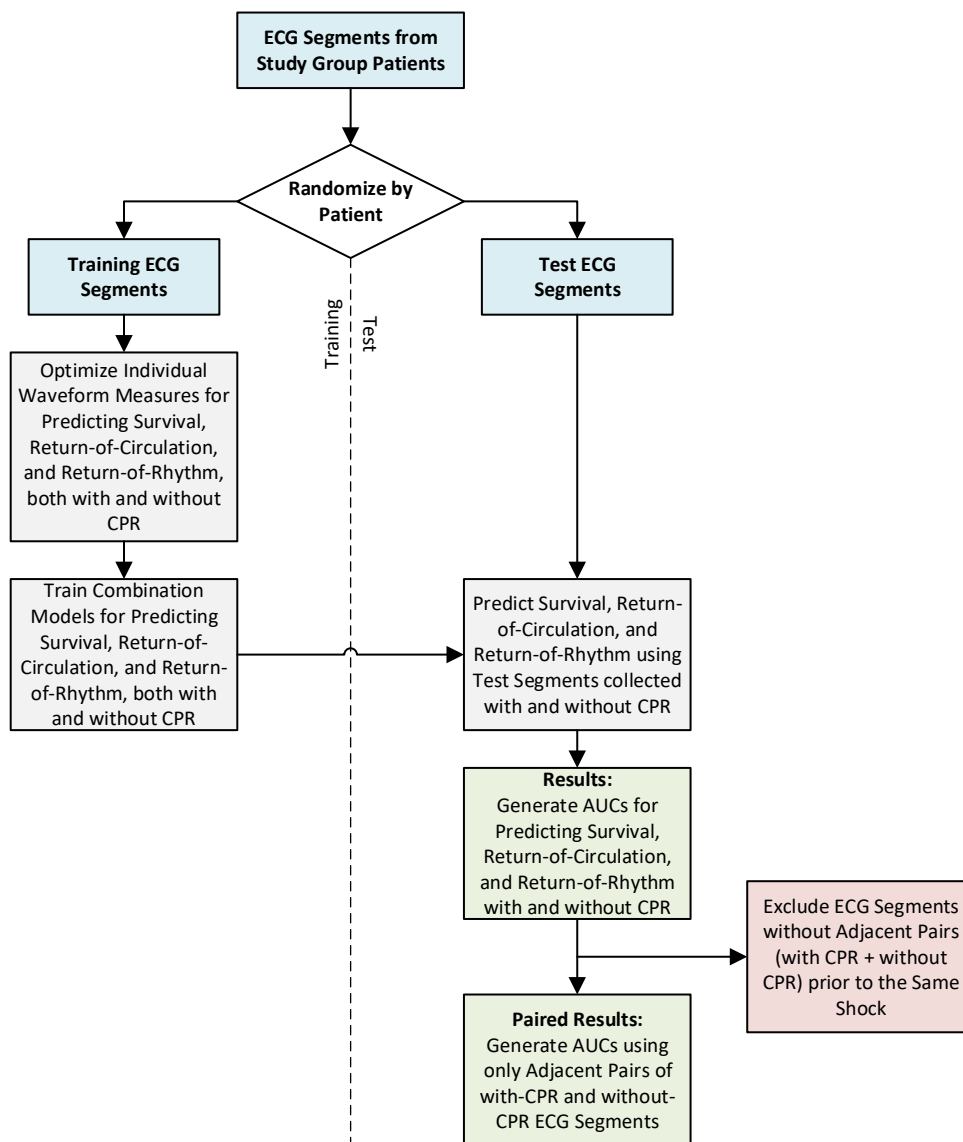 ECG Segments from
Study Group Patients
Randomize by
Patient
Training ECG
Segments
Test ECG
Segments
Training
Test
Optimize Individual
Waveform Measures for
Predicting Survival,
Return-of-Circulation,
and Return-of-Rhythm,
both with and without
CPR
Train Combination
Models for Predicting
Survival, Return-of-
Circulation, and Return-
of-Rhythm, both with
and without CPR
Predict Survival, Return-
of-Circulation, and
Return-of-Rhythm using
Test Segments collected
with and without CPR
Results:
Generate AUCs for
Predicting Survival,
Return-of-Circulation,
and Return-of-Rhythm
with and without CPR
Exclude ECG Segments
without Adjacent Pairs
(with CPR + without
CPR) prior to the Same
Shock
Paired Results:
Generate AUCs using
only Adjacent Pairs of
with-CPR and without-
CPR ECG Segments